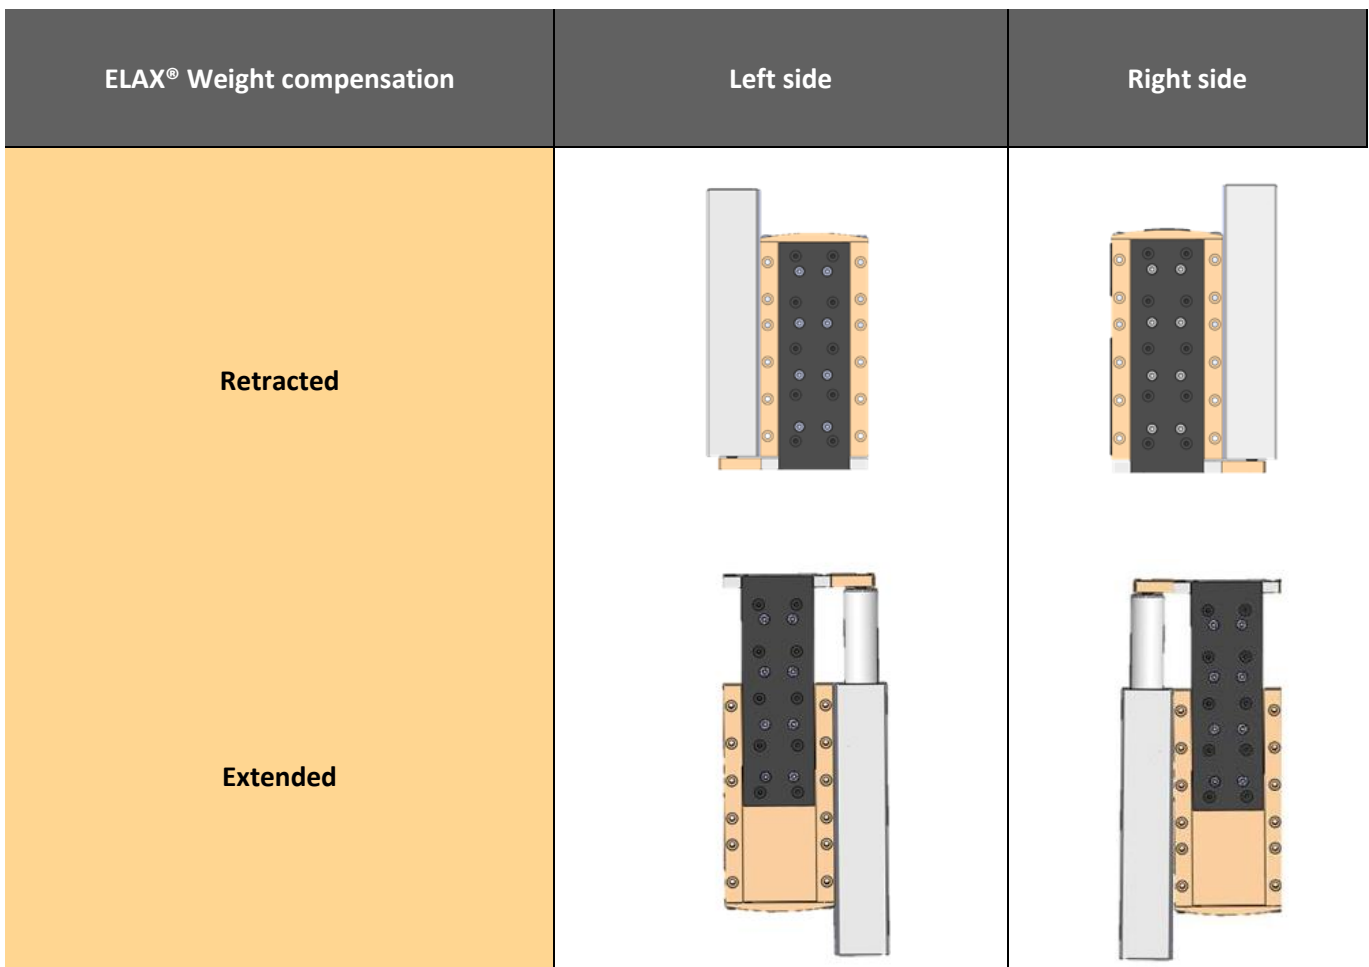 ELAX® Weight compensation
Left side
Right side
Retracted
Extended